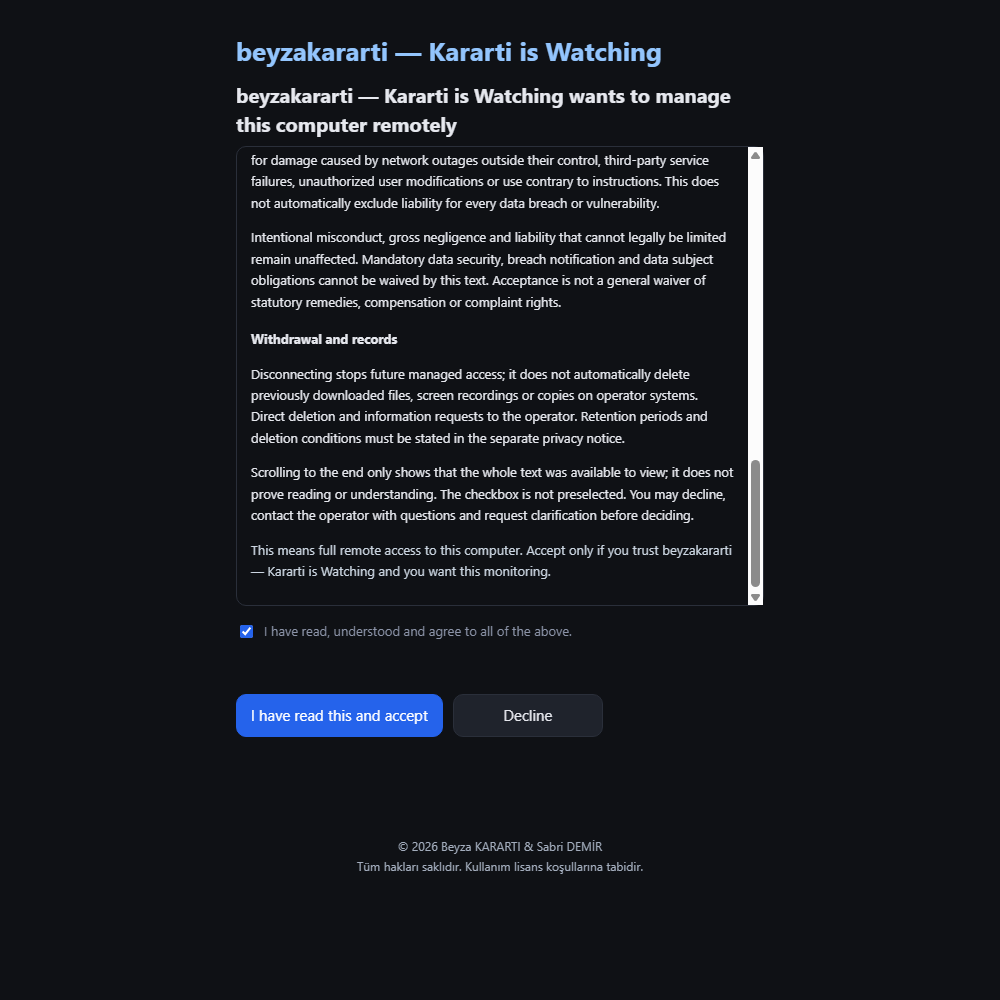 beyzakararti — Kararti is Watching
beyzakararti — Kararti is Watching wants to manage
this computer remotely
for damage caused by network outages outside their control, third-party service
failures, unauthorized user modifications or use contrary to instructions. This does
not automatically exclude liability for every data breach or vulnerability.
Intentional misconduct, gross negligence and liability that cannot legally be limited
remain unaffected. Mandatory data security, breach notification and data subject
obligations cannot be waived by this text. Acceptance is not a general waiver of
statutory remedies, compensation or complaint rights.
Withdrawal and records
Disconnecting stops future managed access; it does not automatically delete
previously downloaded files, screen recordings or copies on operator systems.
Direct deletion and information requests to the operator. Retention periods and
deletion conditions must be stated in the separate privacy notice.
Scrolling to the end only shows that the whole text was available to view; it does not
prove reading or understanding. The checkbox is not preselected. You may decline,
contact the operator with questions and request clarification before deciding.
This means full remote access to this computer. Accept only if you trust beyzakararti
— Kararti is Watching and you want this monitoring.
I have read, understood and agree to all of the above.
I have read this and accept
Decline
© 2026 Beyza KARARTI & Sabri DEMİR
Tüm hakları saklıdır. Kullanım lisans koşullarına tabidir.